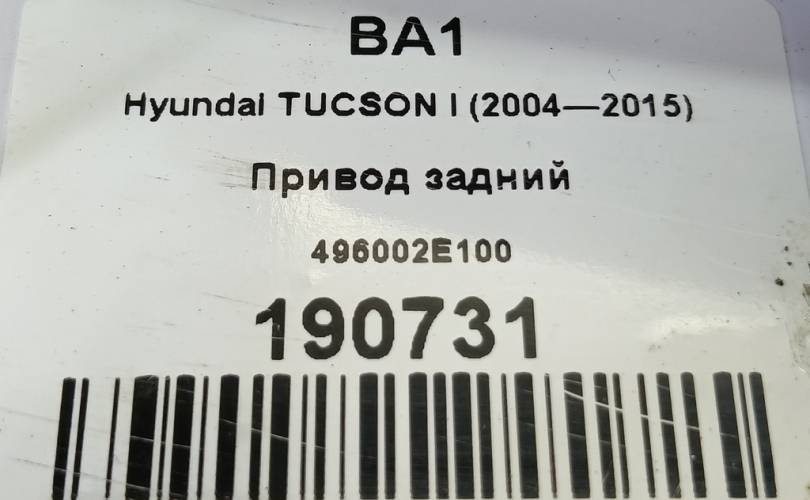 BA1
Hyundai TUCSON I (2004—2015)
Привод задний
496002E100
190731